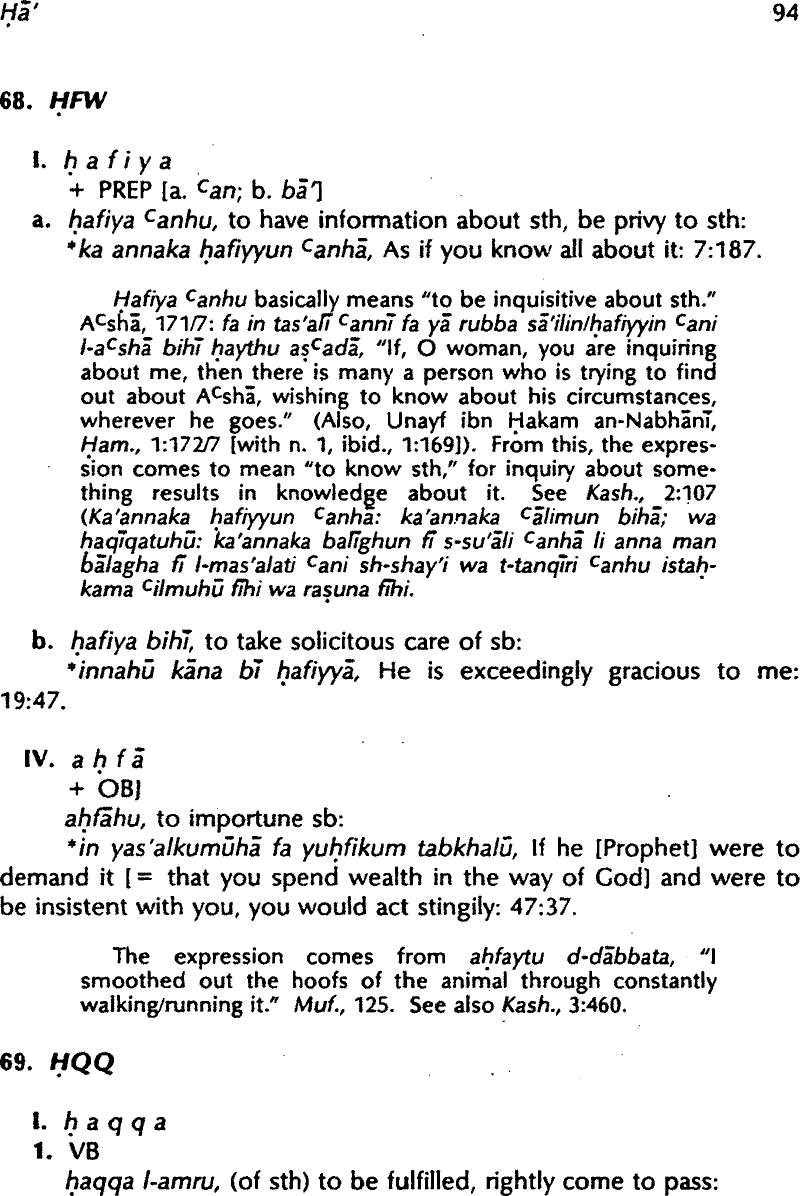 Ḥā' 94
68. ḤFW
I. ḥ a f i y a
+ PREP [a. ᶜan; b. bā']
a. ḥafiya ᶜanhu, to have information about sth, be privy to sth:
*ka annaka ḥafiyyun ᶜanhā, As if you know all about it: 7:187.
Ḥafiya ᶜanhu basically means "to be inquisitive about sth."
Aᶜshā, 171/7: fa in tas'alī ᶜannī fa yā rubba sā'ilin/ḥafiyyin ᶜani
l-aᶜshā bihī ḥaythu aṣᶜadā, "If, O woman, you are inquiring
about me, then there is many a person who is trying to find
out about Aᶜshā, wishing to know about his circumstances,
wherever he goes." (Also, Unayf ibn Ḥakam an-Nabhānī,
Ḥam., 1:172/7 [with n. 1, ibid., 1:169]). From this, the expres-
sion comes to mean "to know sth," for inquiry about some-
thing results in knowledge about it. See Kash., 2:107
(Ka'annaka ḥafiyyun ᶜanhā: ka'annaka ᶜālimun bihā; wa
haqīqatuhū: ka'annaka balīghun fī s-su'āli ᶜanhā li anna man
bālagha fī l-mas'alati ᶜani sh-shay'i wa t-tanqīri ᶜanhu istaḥ-
kama ᶜilmuhū fīhi wa raṣuna fīhi.
b. ḥafiya bihī, to take solicitous care of sb:
*innahū kāna bī ḥafiyyā, He is exceedingly gracious to me:
19:47.
IV. a ḥ f ā
+ OBJ
aḥfāhu, to importune sb:
*in yas'alkumūhā fa yuḥfikum tabkhalū, If he [Prophet] were to
demand it [= that you spend wealth in the way of God] and were to
be insistent with you, you would act stingily: 47:37.
The expression comes from aḥfaytu d-dābbata, "I
smoothed out the hoofs of the animal through constantly
walking/running it." Muf., 125. See also Kash., 3:460.
69. ḤQQ
I. ḥ a q q a
1. VB
ḥaqqa l-amru, (of sth) to be fulfilled, rightly come to pass: